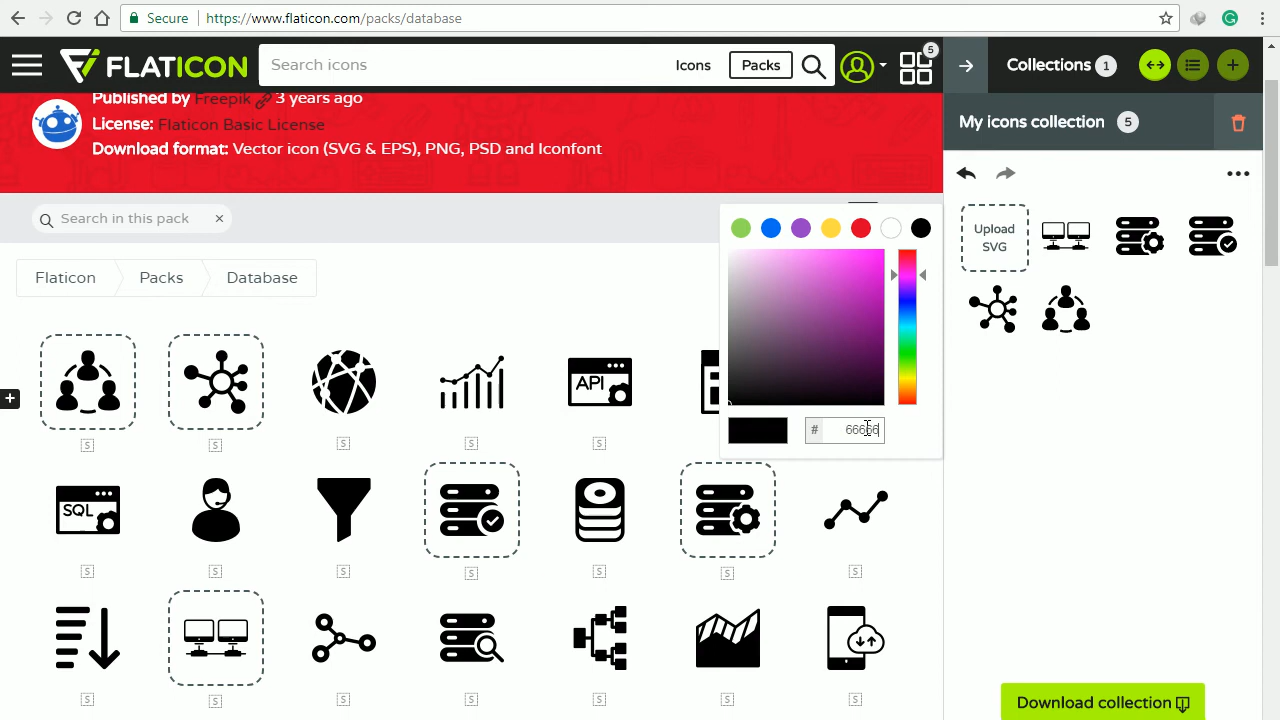 Secure
https://www.flaticon.com/packs/database
FLATICON
Search icons
Icons
Packs
5
Collections 1
Published by Freepik 3 years ago
License: Flaticon Basic License
Download format: Vector icon (SVG & EPS), PNG, PSD and Iconfont
My icons collection 5
Search in this pack ×
Upload
SVG
Flaticon
Packs
Database
API
# 66666
S
S
S
S
S
SQL
S
S
S
S
S
S
S
S
S
S
S
S
S
S
Download collection